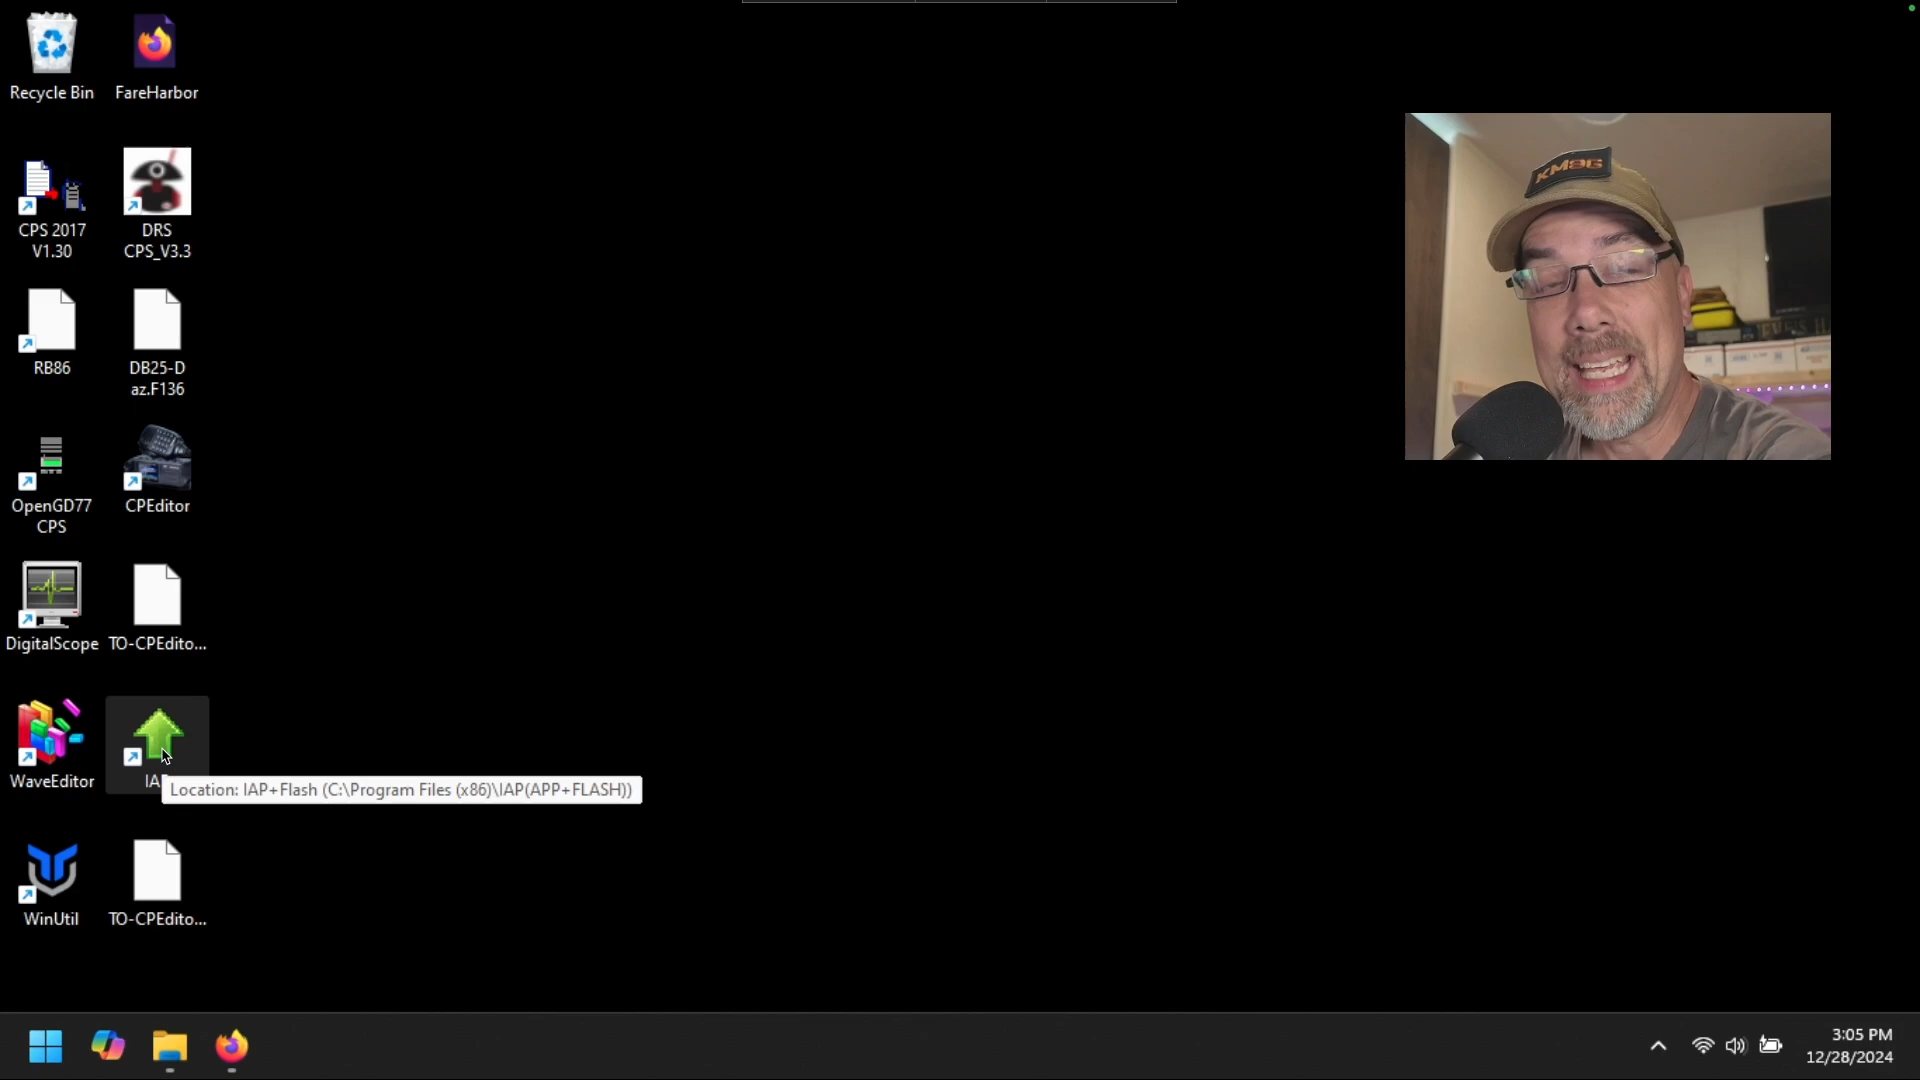 Recycle Bin
FareHarbor
CPS 2017
V1.30
DRS
CPS_V3.3
RB86
DB25-D
az.F136
OpenGD77
CPS
CPEditor
DigitalScope
TO-CPEdito...
WaveEditor
Location: IAP+Flash (C:\Program Files (x86)\IAP(APP+FLASH))
WinUtil
TO-CPEdito...
KM9G
3:05 PM
12/28/2024